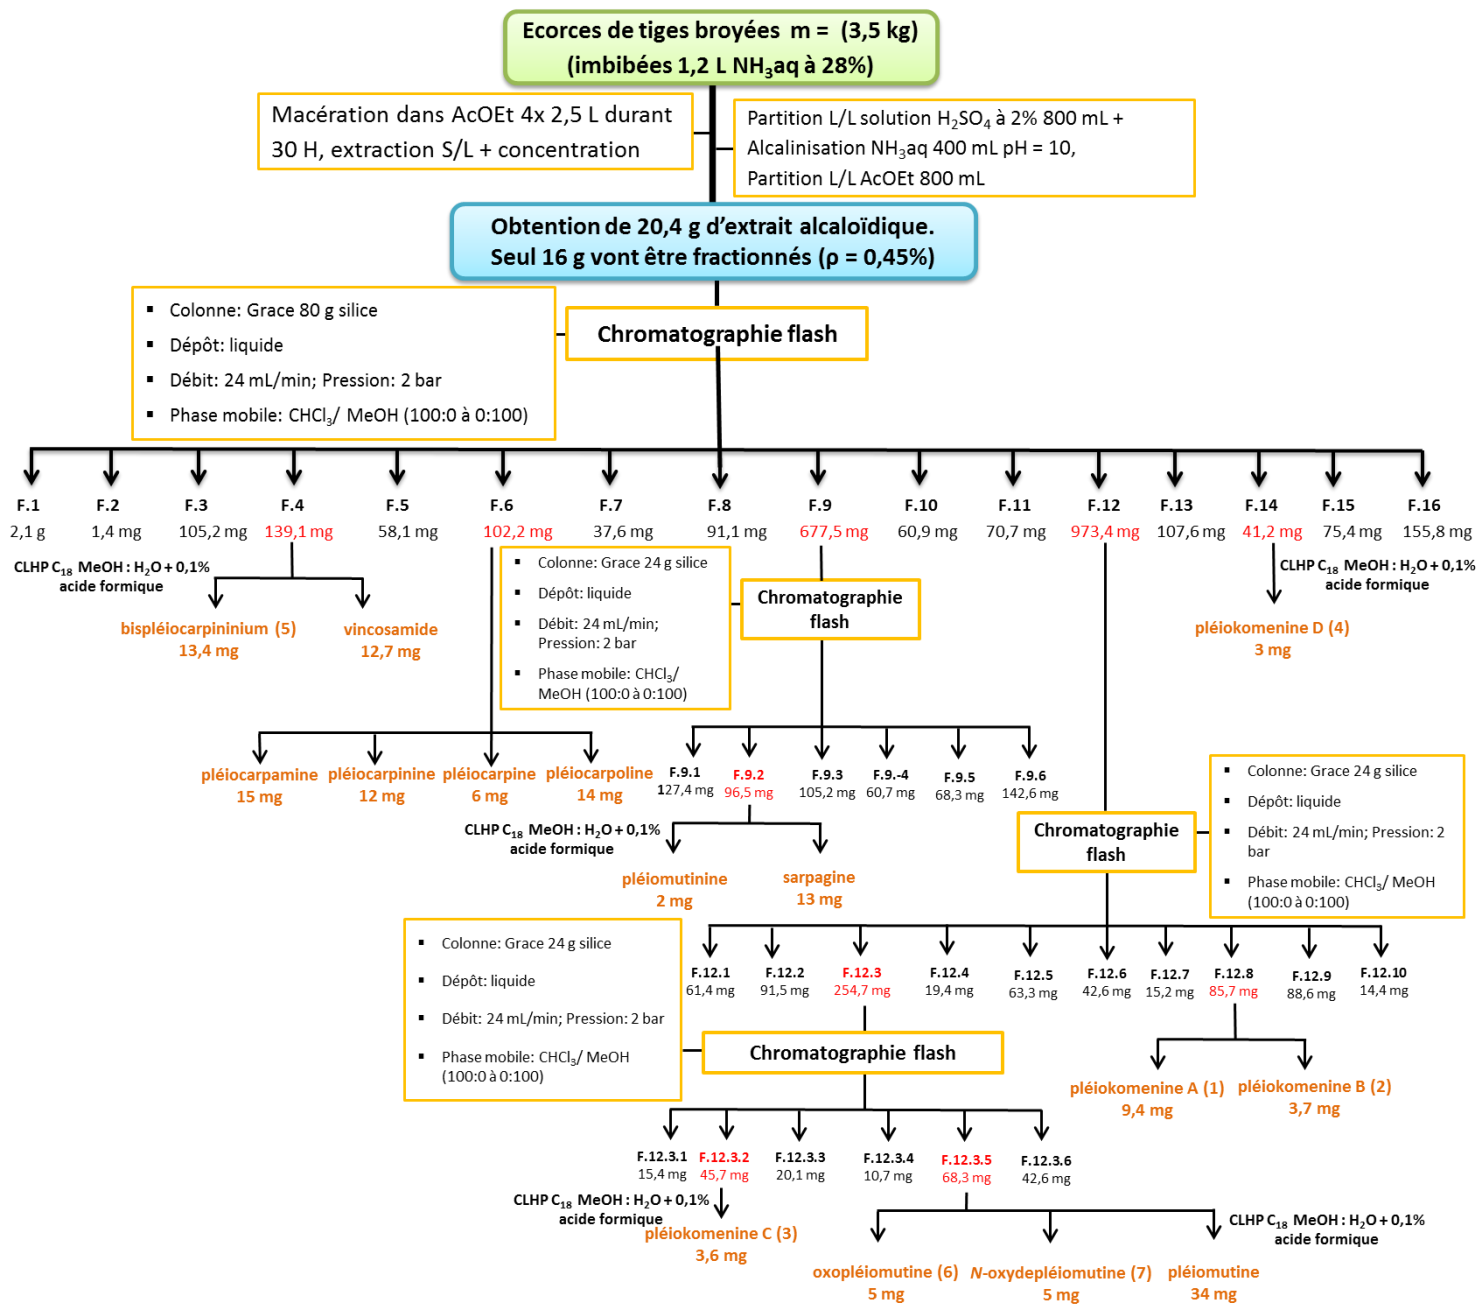 Ecorces de tiges broyées m = (3,5 kg)
(imbibées 1,2 L NH₃aq à 28%)
Macération dans AcOEt 4x 2,5 L durant
30 H, extraction S/L + concentration
Partition L/L solution H₂SO₄ à 2% 800 mL +
Alcalinisation NH₃aq 400 mL pH = 10,
Partition L/L AcOEt 800 mL
Obtention de 20,4 g d'extrait alcaloïdique.
Seul 16 g vont être fractionnés (ρ = 0,45%)
▪ Colonne: Grace 80 g silice
▪ Dépôt: liquide
▪ Débit: 24 mL/min; Pression: 2 bar
▪ Phase mobile: CHCl₃/ MeOH (100:0 à 0:100)
Chromatographie flash
F.1 F.2 F.3 F.4 F.5 F.6 F.7 F.8 F.9 F.10 F.11 F.12 F.13 F.14 F.15 F.16
2,1 g 1,4 mg 105,2 mg 139,1 mg 58,1 mg 102,2 mg 37,6 mg 91,1 mg 677,5 mg 60,9 mg 70,7 mg 973,4 mg 107,6 mg 41,2 mg 75,4 mg 155,8 mg
CLHP C₁₈ MeOH : H₂O + 0,1%
acide formique
bispléiocarpininium (5)
13,4 mg
vincosamide
12,7 mg
▪ Colonne: Grace 24 g silice
▪ Dépôt: liquide
▪ Débit: 24 mL/min;
Pression: 2 bar
▪ Phase mobile: CHCl₃/
MeOH (100:0 à 0:100)
Chromatographie
flash
CLHP C₁₈ MeOH : H₂O + 0,1%
acide formique
pléiokomenine D (4)
3 mg
pléiocarpamine
15 mg
pléiocarpinine
12 mg
pléiocarpine
6 mg
pléiocarpoline
14 mg
F.9.1 F.9.2 F.9.3 F.9.-4 F.9.5 F.9.6
127,4 mg 96,5 mg 105,2 mg 60,7 mg 68,3 mg 142,6 mg
CLHP C₁₈ MeOH : H₂O + 0,1%
acide formique
pléiomutinine
2 mg
sarpagine
13 mg
Chromatographie
flash
▪ Colonne: Grace 24 g silice
▪ Dépôt: liquide
▪ Débit: 24 mL/min; Pression: 2
bar
▪ Phase mobile: CHCl₃/ MeOH
(100:0 à 0:100)
F.12.1 F.12.2 F.12.3 F.12.4 F.12.5 F.12.6 F.12.7 F.12.8 F.12.9 F.12.10
61,4 mg 91,5 mg 254,7 mg 19,4 mg 63,3 mg 42,6 mg 15,2 mg 85,7 mg 88,6 mg 14,4 mg
▪ Colonne: Grace 24 g silice
▪ Dépôt: liquide
▪ Débit: 24 mL/min; Pression: 2 bar
▪ Phase mobile: CHCl₃/ MeOH
(100:0 à 0:100)
Chromatographie flash
pléiokomenine A (1)
9,4 mg
pléiokomenine B (2)
3,7 mg
F.12.3.1 F.12.3.2 F.12.3.3 F.12.3.4 F.12.3.5 F.12.3.6
15,4 mg 45,7 mg 20,1 mg 10,7 mg 68,3 mg 42,6 mg
CLHP C₁₈ MeOH : H₂O + 0,1%
acide formique
pléiokomenine C (3)
3,6 mg
CLHP C₁₈ MeOH : H₂O + 0,1%
acide formique
oxopléiomutine (6)
5 mg
N-oxydepléiomutine (7)
5 mg
pléiomutine
34 mg